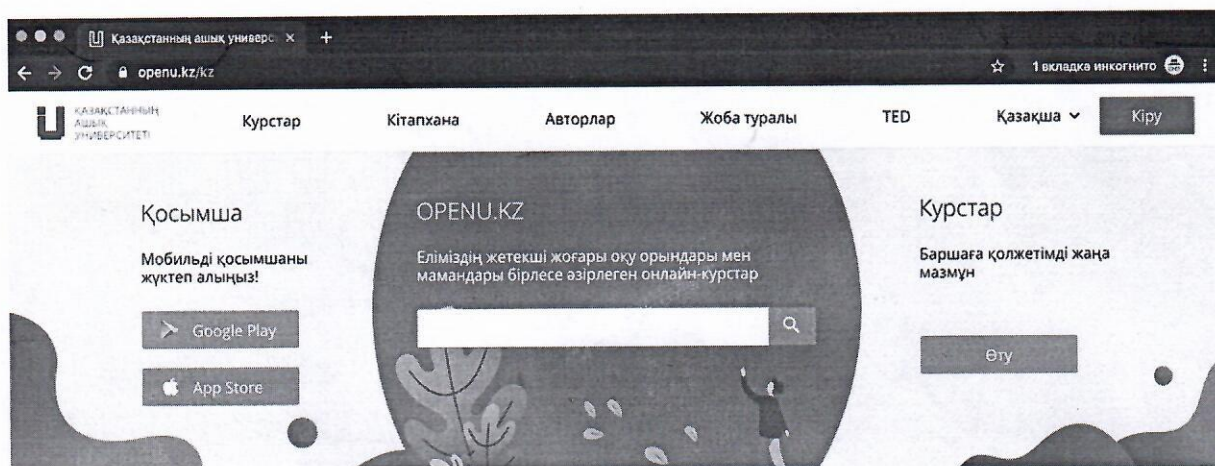 Қазақстанның ашық универс
openu.kz/kz
1 вкладка инкогнито
ҚАЗАҚСТАННЫҢ
АШЫҚ
УНИВЕРСИТЕТІ
Курстар
Кітапхана
Авторлар
Жоба туралы
TED
Қазақша
Кіру
Қосымша
Мобильді қосымшаны
жүктеп алыңыз!
Google Play
App Store
OPENU.KZ
Еліміздің жетекші жоғары оқу орындары мен
мамандары бірлесе әзірлеген онлайн-курстар
Курстар
Баршаға қолжетімді жаңа
мазмұн
Өту